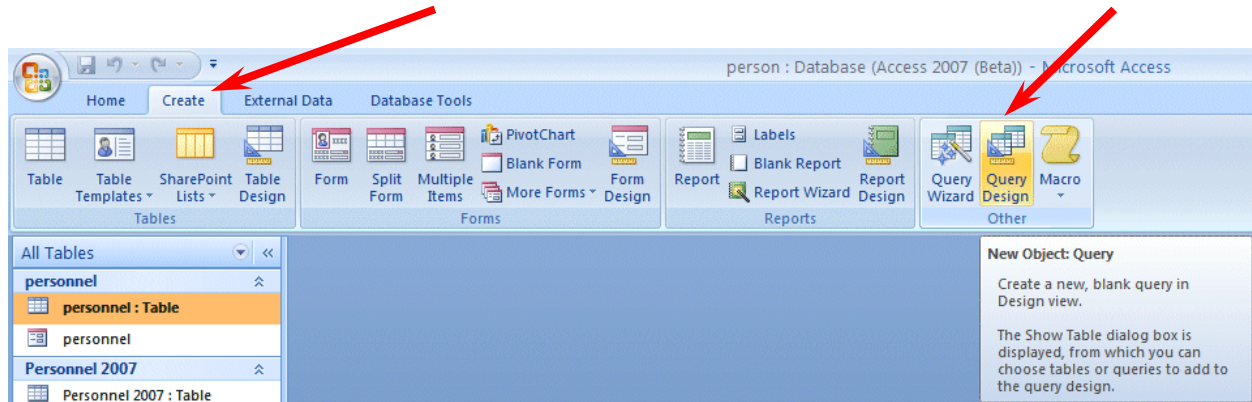 person : Database (Access 2007 (Beta)) - Microsoft Access
Home Create External Data Database Tools
Table
Table Templates
SharePoint Lists
Table Design
Tables
Form
Split Form
Multiple Items
PivotChart
Blank Form
More Forms
Form Design
Forms
Report
Labels
Blank Report
Report Wizard
Report Design
Reports
Query Wizard
Query Design
Macro
Other
All Tables
personnel
personnel : Table
personnel
Personnel 2007
Personnel 2007 : Table
New Object: Query
Create a new, blank query in
Design view.
The Show Table dialog box is
displayed, from which you can
choose tables or queries to add to
the query design.